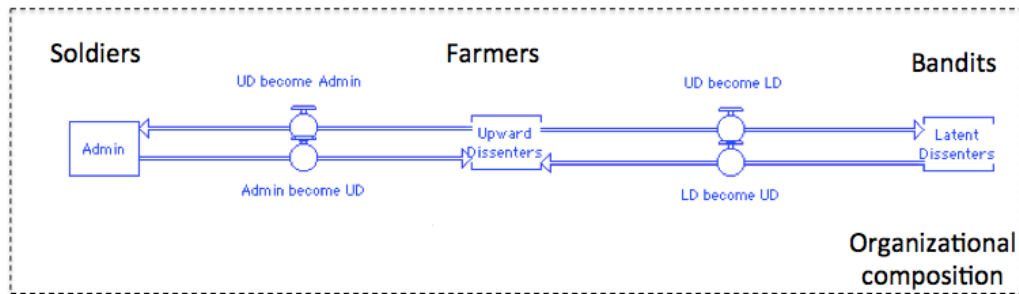 Soldiers
Farmers
Bandits
UD become Admin
UD become LD
Admin
Upward
Dissenters
Latent
Dissenters
Admin become UD
LD become UD
Organizational
composition